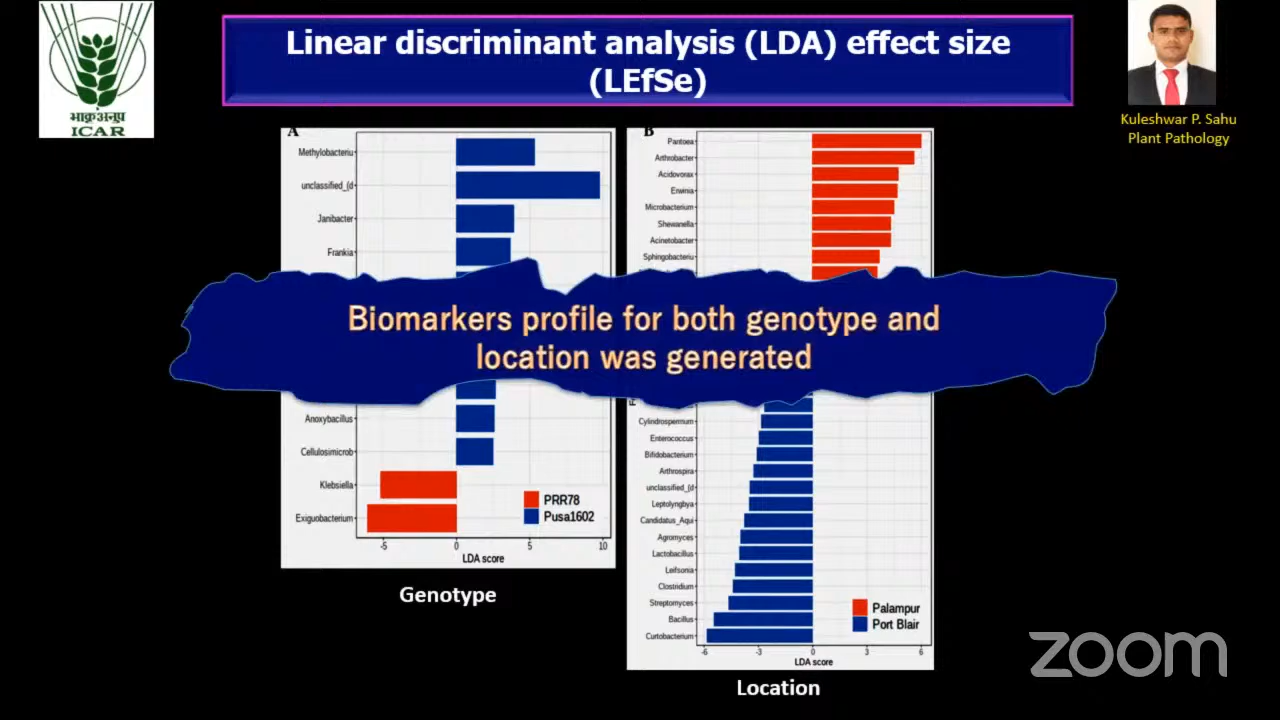 Linear discriminant analysis (LDA) effect size
(LEfSe)
भाकृअनुप
ICAR
Kuleshwar P. Sahu
Plant Pathology
A
Methylobacteriu
unclassified_(d
Janibacter
Frankia
Biomarkers profile for both genotype and
location was generated
Anoxybacillus
Cellulosimicrob
Klebsiella
Exiguobacterium
PRR78
Pusa1602
-5 0 5 10
LDA score
Genotype
B
Pantoea
Arthrobacter
Acidovorax
Erwinia
Microbacterium
Shewanella
Acinetobacter
Sphingobacteriu
Cylindrospermum
Enterococcus
Bifidobacterium
Arthrospira
unclassified_(d
Leptolyngbya
Candidatus_Aqui
Agromyces
Lactobacillus
Leifsonia
Clostridium
Streptomyces
Bacillus
Curtobacterium
Palampur
Port Blair
-6 -3 0 3 6
LDA score
Location
zoom